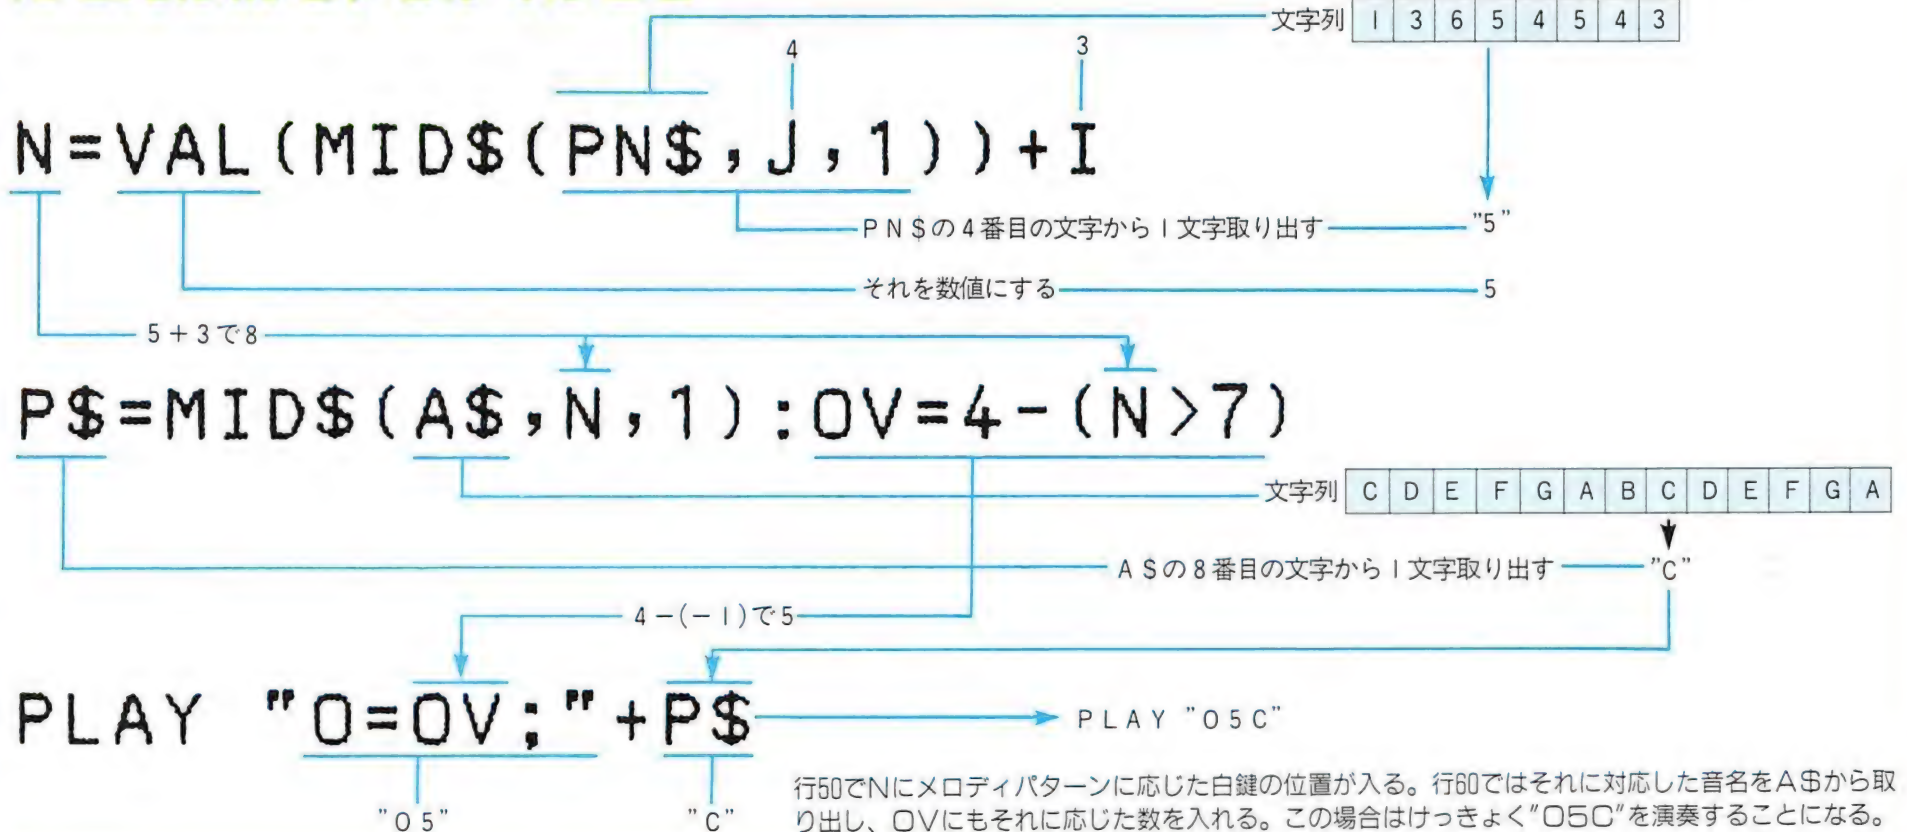 文字列 1 3 6 5 4 5 4 3
4 3
N=VAL(MID$(PN$,J,1))+I
PN$の4番目の文字から1文字取り出す "5"
それを数値にする 5
5+3で8
P$=MID$(A$,N,1):OV=4-(N>7)
文字列 C D E F G A B C D E F G A
A$の8番目の文字から1文字取り出す "C"
4-(-1)で5
PLAY "O=OV;"+P$ PLAY "O5C"
"O5" "C"
行50でNにメロディパターンに応じた白鍵の位置が入る。行60ではそれに対応した音名をA$から取
り出し、OVにもそれに応じた数を入れる。この場合はけっきょく"O5C"を演奏することになる。